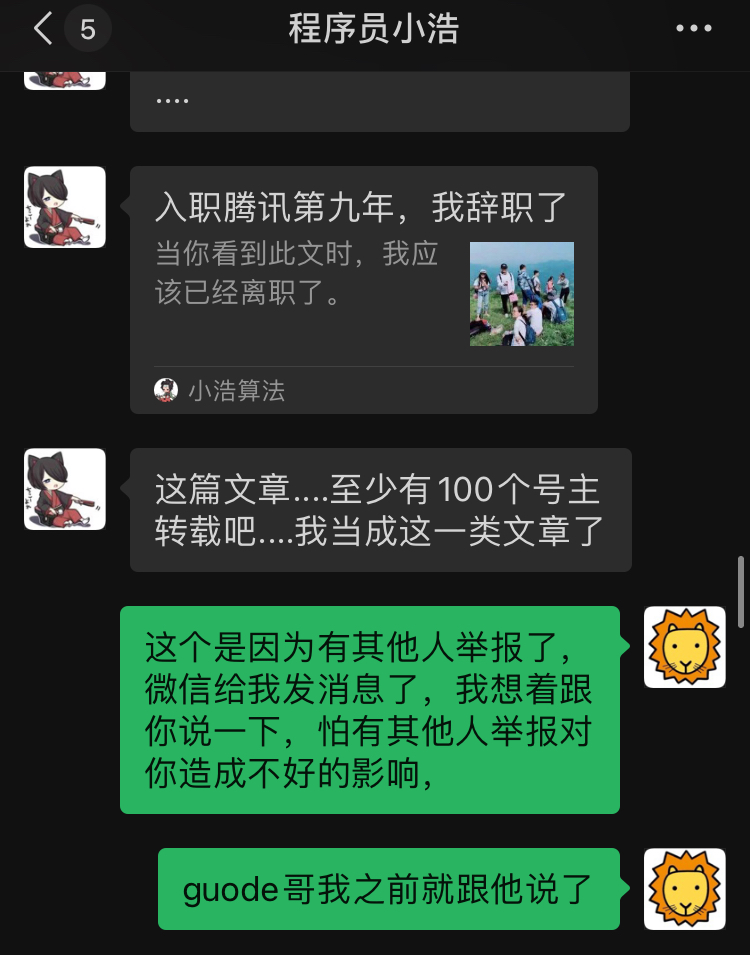 5
程序员小浩
....
入职腾讯第九年，我辞职了
当你看到此文时，我应
该已经离职了。
小浩算法
这篇文章....至少有100个号主
转载吧....我当成这一类文章了
这个是因为有其他人举报了，
微信给我发消息了，我想着跟
你说一下，怕有其他人举报对
你造成不好的影响，
guode哥我之前就跟他说了